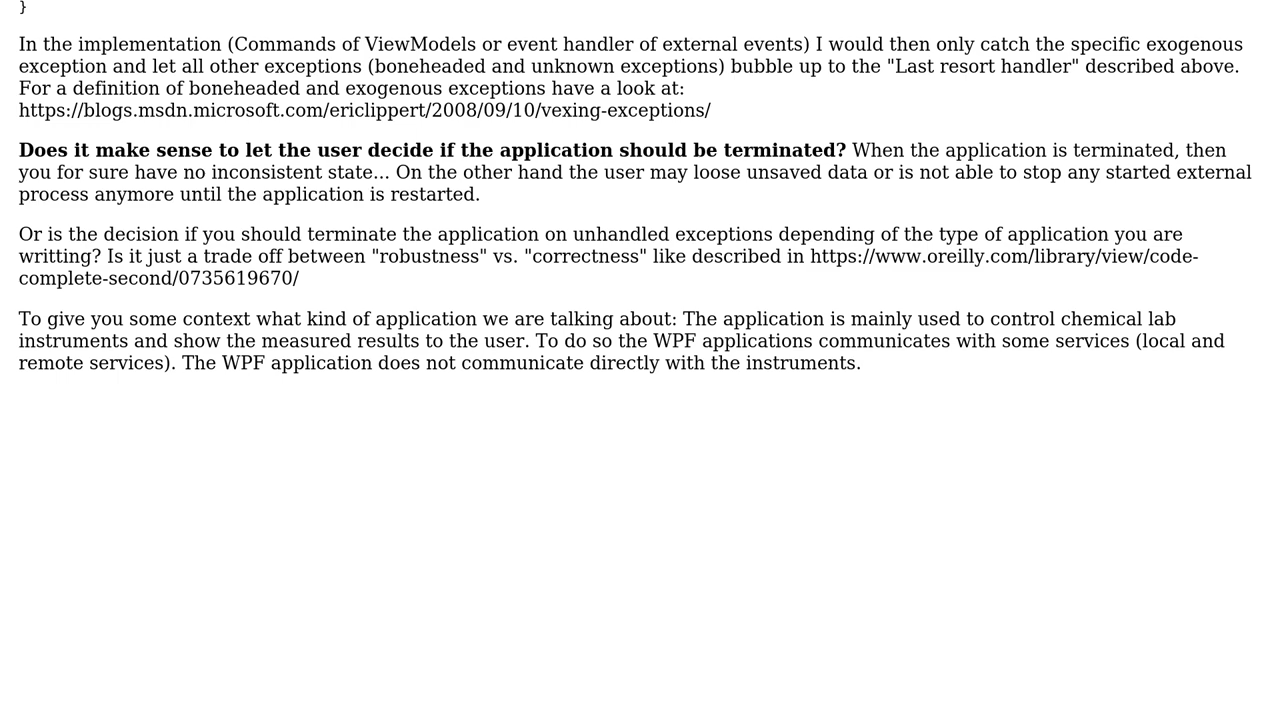 }
In the implementation (Commands of ViewModels or event handler of external events) I would then only catch the specific exogenous
exception and let all other exceptions (boneheaded and unknown exceptions) bubble up to the "Last resort handler" described above.
For a definition of boneheaded and exogenous exceptions have a look at:
https://blogs.msdn.microsoft.com/ericlippert/2008/09/10/vexing-exceptions/
Does it make sense to let the user decide if the application should be terminated? When the application is terminated, then
you for sure have no inconsistent state... On the other hand the user may loose unsaved data or is not able to stop any started external
process anymore until the application is restarted.
Or is the decision if you should terminate the application on unhandled exceptions depending of the type of application you are
writting? Is it just a trade off between "robustness" vs. "correctness" like described in https://www.oreilly.com/library/view/code-
complete-second/0735619670/
To give you some context what kind of application we are talking about: The application is mainly used to control chemical lab
instruments and show the measured results to the user. To do so the WPF applications communicates with some services (local and
remote services). The WPF application does not communicate directly with the instruments.